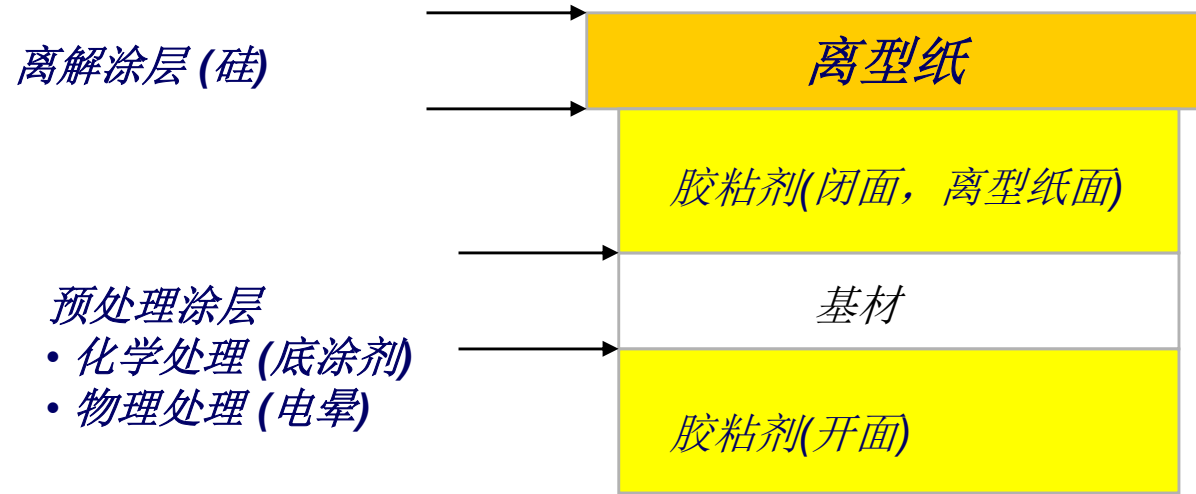 离解涂层 (硅)
离型纸
胶粘剂(闭面，离型纸面)
基材
预处理涂层
• 化学处理 (底涂剂)
• 物理处理 (电晕)
胶粘剂(开面)